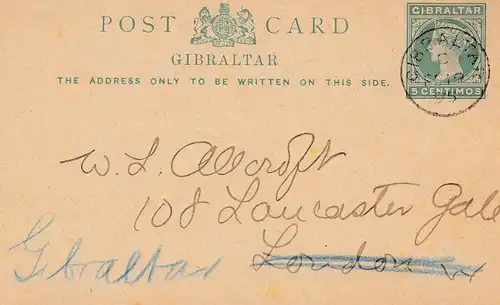 POST CARD
GIBRALTAR
THE ADDRESS ONLY TO BE WRITTEN ON THIS SIDE.
GIBRALTAR
5 CENTIMOS
GIBRALTAR
C
W. L. Allcroft
108 Lancaster Gate
London W
Gibraltar